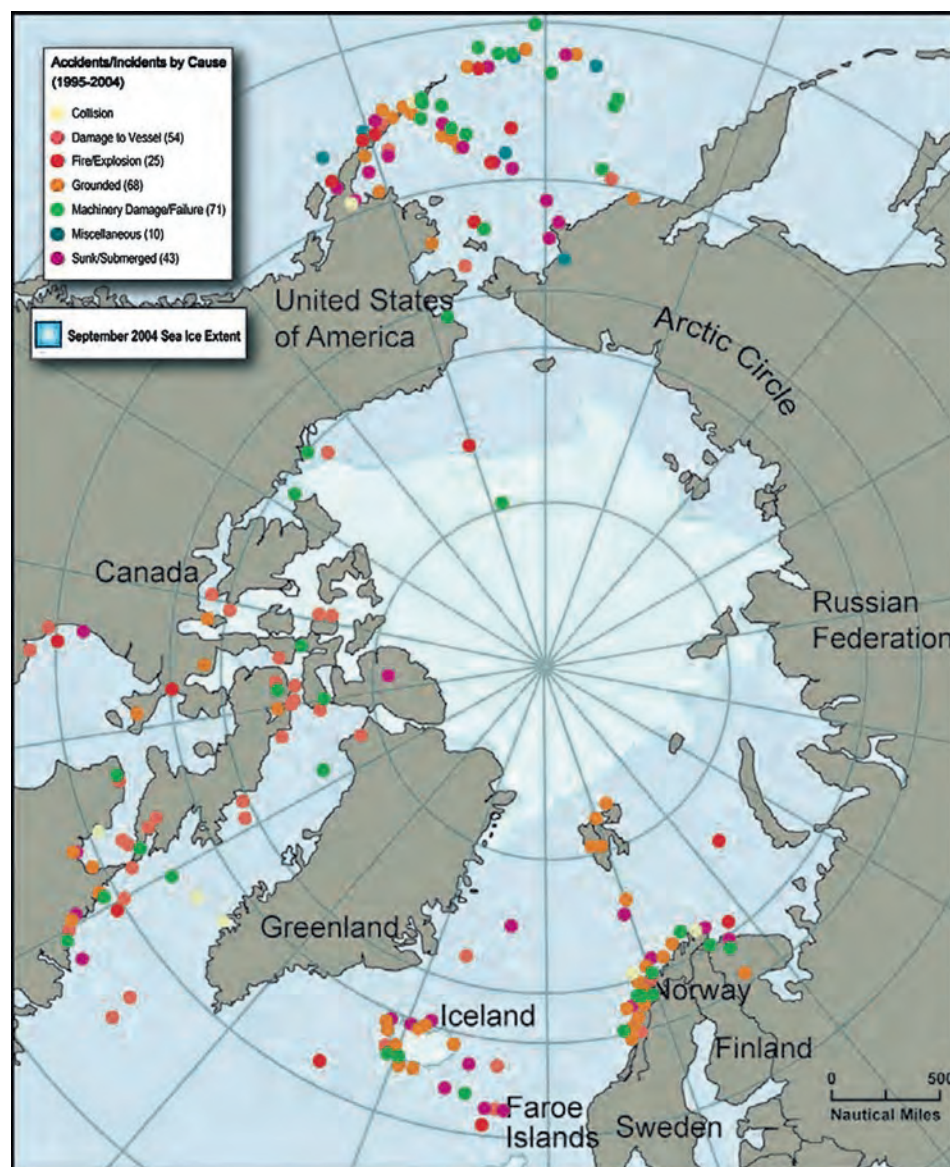 Accidents/Incidents by Cause
(1995-2004)
Collision
Damage to Vessel (54)
Fire/Explosion (25)
Grounded (68)
Machinery Damage/Failure (71)
Miscellaneous (10)
Sunk/Submerged (43)
September 2004 Sea Ice Extent
United States
of America
Arctic Circle
Canada
Russian
Federation
Greenland
Iceland
Norway
Finland
Faroe
Islands
Sweden
0 500
Nautical Miles